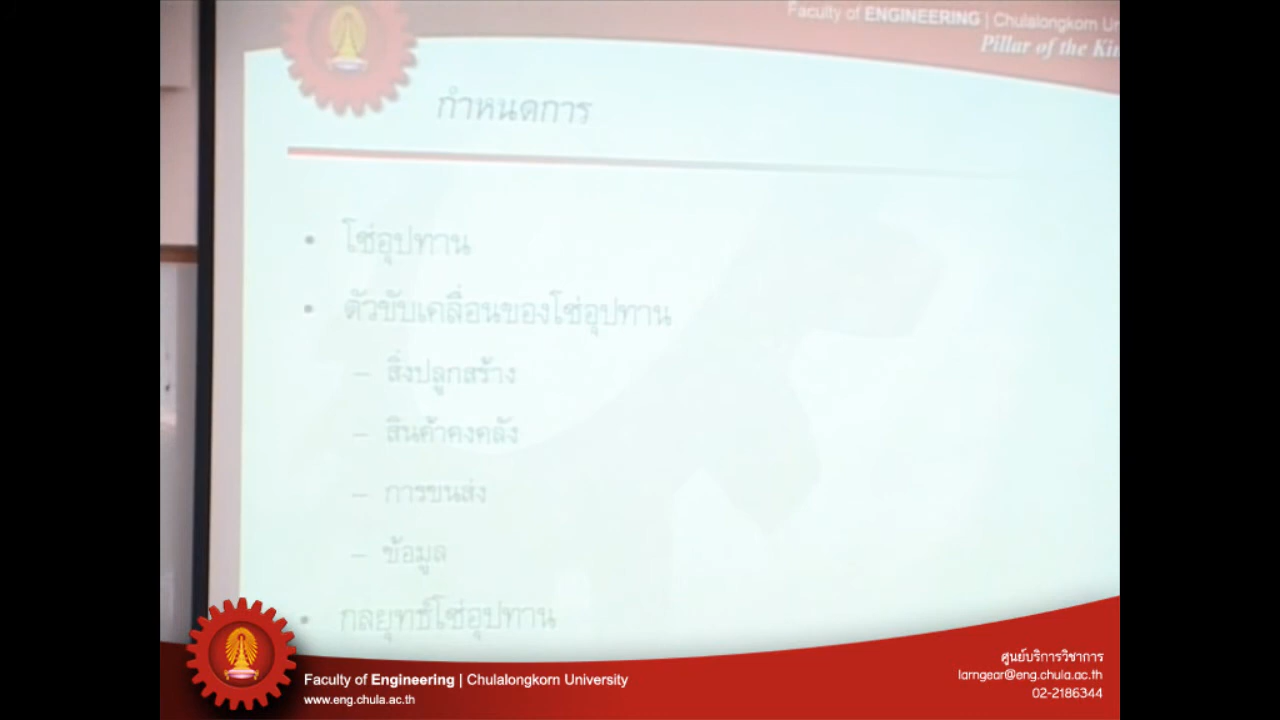 Faculty of ENGINEERING | Chulalongkorn Un
Pillar of the Kin
กำหนดการ
• โซ่อุปทาน
• ตัวขับเคลื่อนของโซ่อุปทาน
– สิ่งปลูกสร้าง
– สินค้าคงคลัง
– การขนส่ง
– ข้อมูล
• กลยุทธ์โซ่อุปทาน
Faculty of Engineering | Chulalongkorn University
www.eng.chula.ac.th
ศูนย์บริการวิชาการ
larngear@eng.chula.ac.th
02-2186344